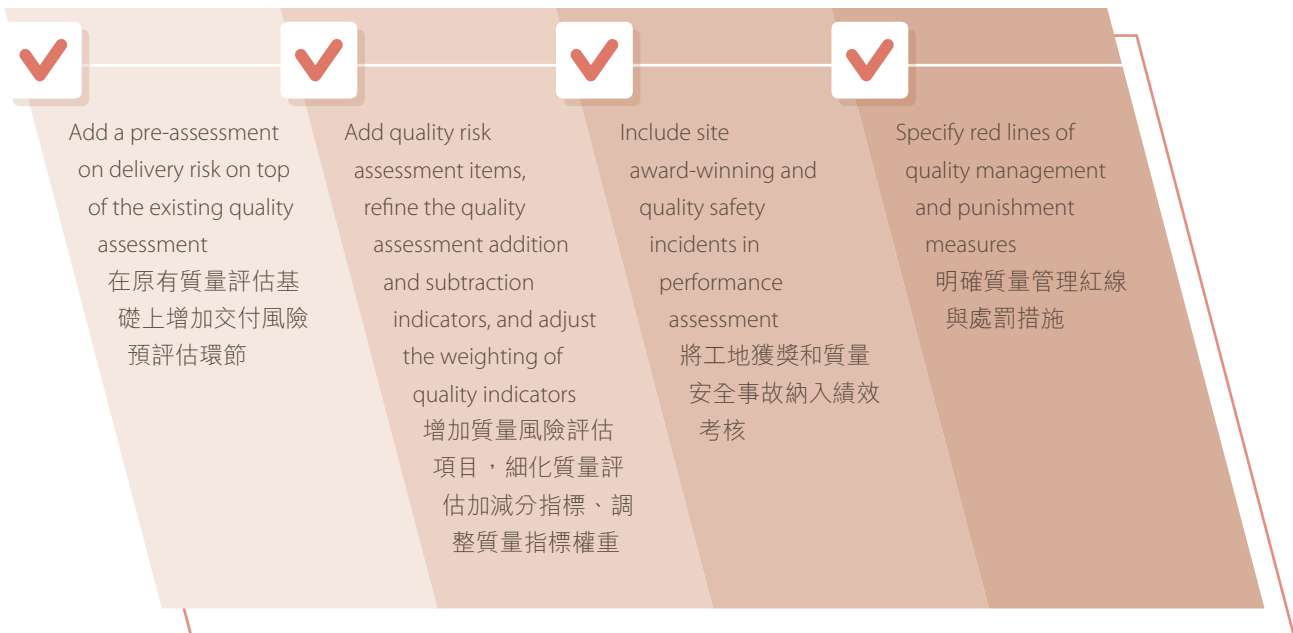 Add a pre-assessment
on delivery risk on top
of the existing quality
assessment
在原有質量評估基
礎上增加交付風險
預評估環節
Add quality risk
assessment items,
refine the quality
assessment addition
and subtraction
indicators, and adjust
the weighting of
quality indicators
增加質量風險評估
項目，細化質量評
估加減分指標、調
整質量指標權重
Include site
award-winning and
quality safety
incidents in
performance
assessment
將工地獲獎和質量
安全事故納入績效
考核
Specify red lines of
quality management
and punishment
measures
明確質量管理紅線
與處罰措施